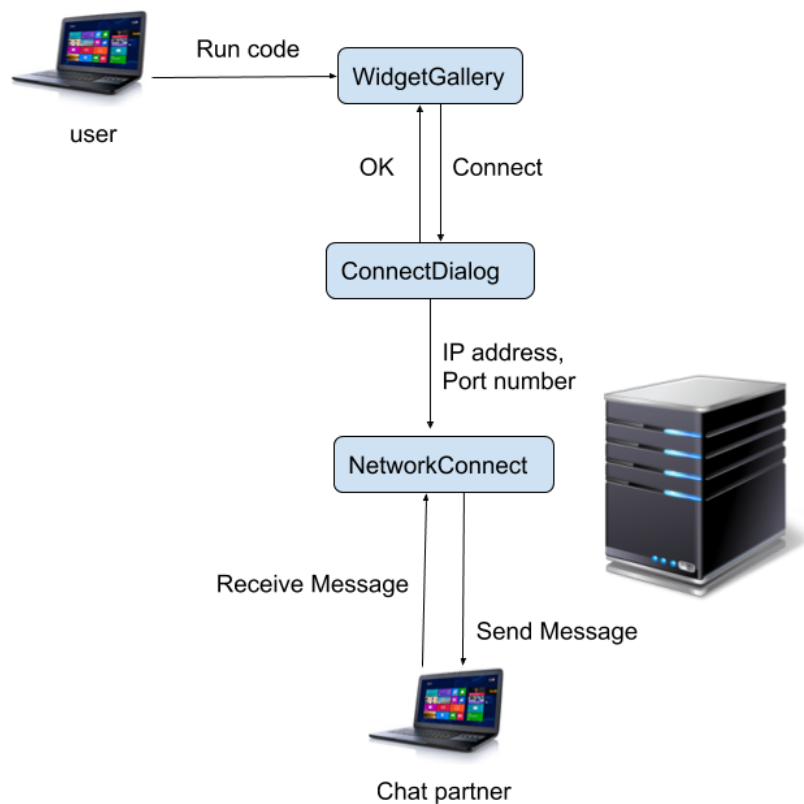 Run code
WidgetGallery
user
OK
Connect
ConnectDialog
IP address,
Port number
NetworkConnect
Receive Message
Send Message
Chat partner